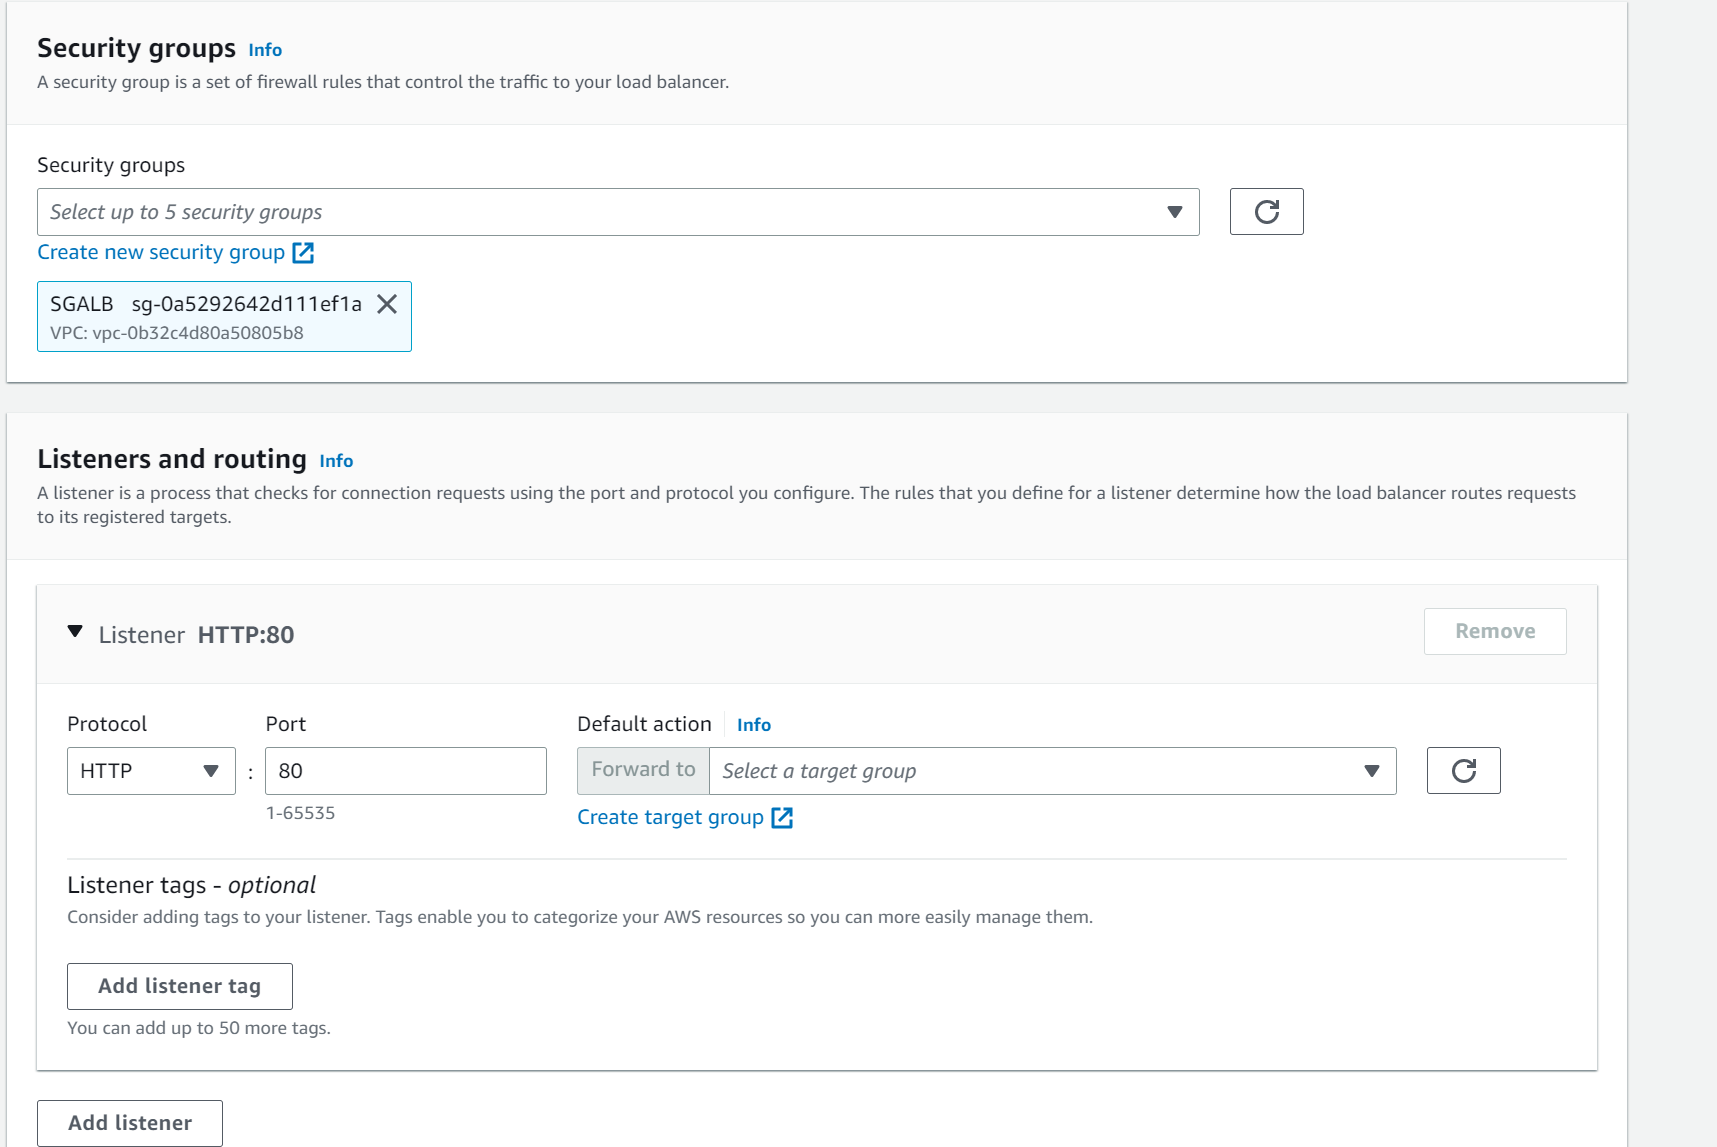 Security groups Info
A security group is a set of firewall rules that control the traffic to your load balancer.
Security groups
Select up to 5 security groups
Create new security group
SGALB sg-0a5292642d111ef1a
VPC: vpc-0b32c4d80a50805b8
Listeners and routing Info
A listener is a process that checks for connection requests using the port and protocol you configure. The rules that you define for a listener determine how the load balancer routes requests
to its registered targets.
Listener HTTP:80
Remove
Protocol Port Default action Info
HTTP : 80 Forward to Select a target group
1-65535
Create target group
Listener tags - optional
Consider adding tags to your listener. Tags enable you to categorize your AWS resources so you can more easily manage them.
Add listener tag
You can add up to 50 more tags.
Add listener